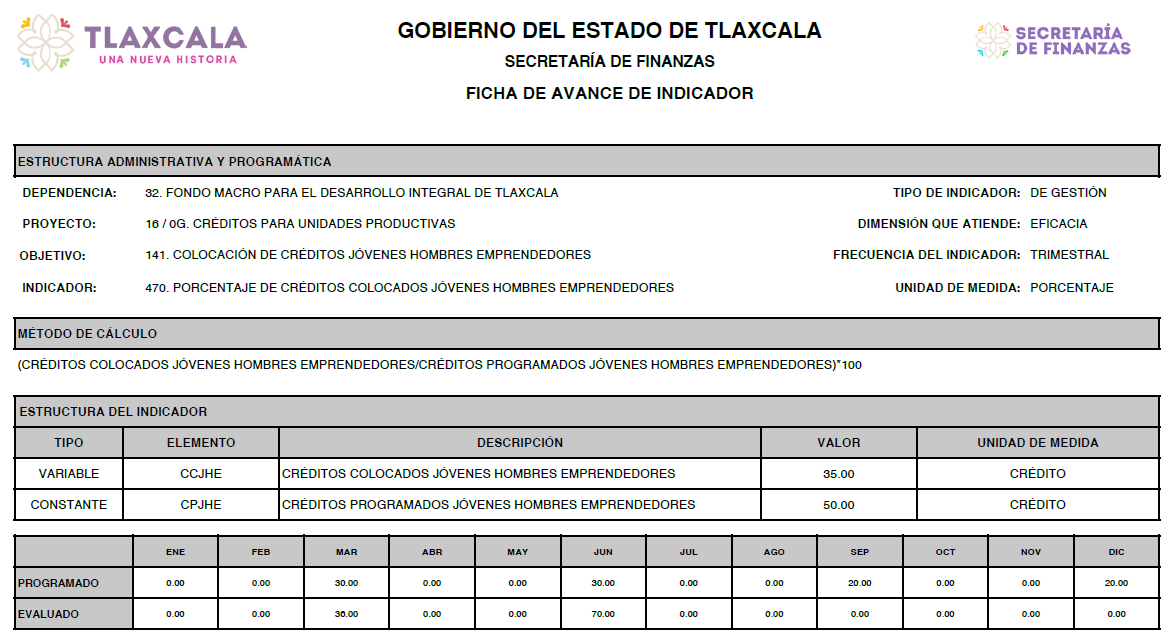 TLAXCALA
UNA NUEVA HISTORIA
GOBIERNO DEL ESTADO DE TLAXCALA
SECRETARÍA DE FINANZAS
FICHA DE AVANCE DE INDICADOR
SECRETARÍA
DE FINANZAS
ESTRUCTURA ADMINISTRATIVA Y PROGRAMÁTICA
DEPENDENCIA: 32. FONDO MACRO PARA EL DESARROLLO INTEGRAL DE TLAXCALA TIPO DE INDICADOR: DE GESTIÓN
PROYECTO: 16 / 0G. CRÉDITOS PARA UNIDADES PRODUCTIVAS DIMENSIÓN QUE ATIENDE: EFICACIA
OBJETIVO: 141. COLOCACIÓN DE CRÉDITOS JÓVENES HOMBRES EMPRENDEDORES FRECUENCIA DEL INDICADOR: TRIMESTRAL
INDICADOR: 470. PORCENTAJE DE CRÉDITOS COLOCADOS JÓVENES HOMBRES EMPRENDEDORES UNIDAD DE MEDIDA: PORCENTAJE
MÉTODO DE CÁLCULO
(CRÉDITOS COLOCADOS JÓVENES HOMBRES EMPRENDEDORES/CRÉDITOS PROGRAMADOS JÓVENES HOMBRES EMPRENDEDORES)*100
ESTRUCTURA DEL INDICADOR
TIPO ELEMENTO DESCRIPCIÓN VALOR UNIDAD DE MEDIDA
VARIABLE CCJHE CRÉDITOS COLOCADOS JÓVENES HOMBRES EMPRENDEDORES 35.00 CRÉDITO
CONSTANTE CPJHE CRÉDITOS PROGRAMADOS JÓVENES HOMBRES EMPRENDEDORES 50.00 CRÉDITO
ENE FEB MAR ABR MAY JUN JUL AGO SEP OCT NOV DIC
PROGRAMADO 0.00 0.00 30.00 0.00 0.00 30.00 0.00 0.00 20.00 0.00 0.00 20.00
EVALUADO 0.00 0.00 36.00 0.00 0.00 70.00 0.00 0.00 0.00 0.00 0.00 0.00